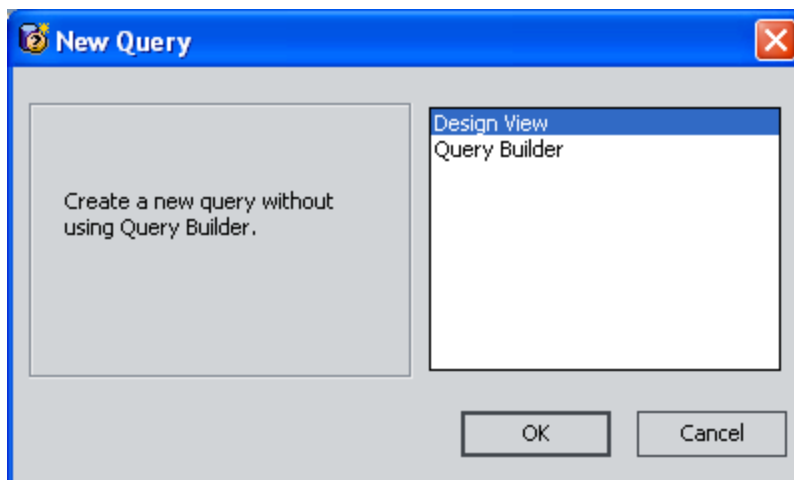 New Query
Create a new query without
using Query Builder.
Design View
Query Builder
OK
Cancel